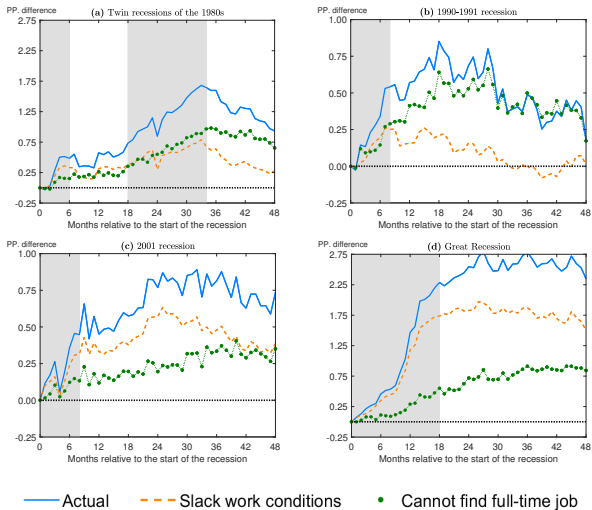 PP. difference
(a) Twin recessions of the 1980s
2.75
2.25
1.75
1.25
0.75
0.25
-0.25
0 6 12 18 24 30 36 42 48
Months relative to the start of the recession
PP. difference
(b) 1990-1991 recession
1.00
0.75
0.50
0.25
0.00
-0.25
0 6 12 18 24 30 36 42 48
Months relative to the start of the recession
PP. difference
(c) 2001 recession
1.00
0.75
0.50
0.25
0.00
-0.25
0 6 12 18 24 30 36 42 48
Months relative to the start of the recession
PP. difference
(d) Great Recession
2.75
2.25
1.75
1.25
0.75
0.25
-0.25
0 6 12 18 24 30 36 42 48
Months relative to the start of the recession
Actual Slack work conditions Cannot find full-time job